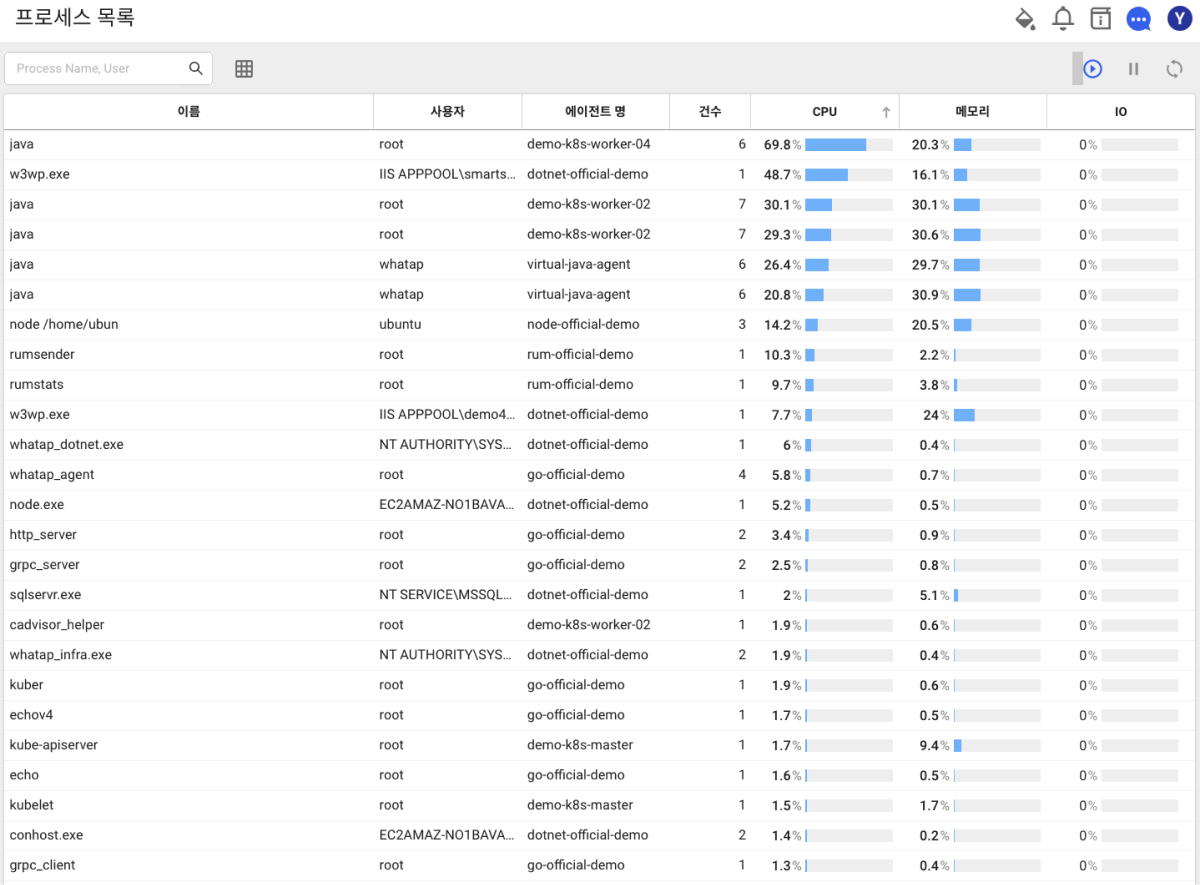 프로세스 목록
Y
Process Name, User
이름 사용자 에이전트 명 건수 CPU 메모리 IO
java root demo-k8s-worker-04 6 69.8% 20.3% 0%
w3wp.exe IIS APPPOOL\smarts... dotnet-official-demo 1 48.7% 16.1% 0%
java root demo-k8s-worker-02 7 30.1% 30.1% 0%
java root demo-k8s-worker-02 7 29.3% 30.6% 0%
java whatap virtual-java-agent 6 26.4% 29.7% 0%
java whatap virtual-java-agent 6 20.8% 30.9% 0%
node /home/ubun ubuntu node-official-demo 3 14.2% 20.5% 0%
rumsender root rum-official-demo 1 10.3% 2.2% 0%
rumstats root rum-official-demo 1 9.7% 3.8% 0%
w3wp.exe IIS APPPOOL\demo4... dotnet-official-demo 1 7.7% 24% 0%
whatap_dotnet.exe NT AUTHORITY\SYS... dotnet-official-demo 1 6% 0.4% 0%
whatap_agent root go-official-demo 4 5.8% 0.7% 0%
node.exe EC2AMAZ-NO1BAVA... dotnet-official-demo 1 5.2% 0.5% 0%
http_server root go-official-demo 2 3.4% 0.9% 0%
grpc_server root go-official-demo 2 2.5% 0.8% 0%
sqlservr.exe NT SERVICE\MSSQL... dotnet-official-demo 1 2% 5.1% 0%
cadvisor_helper root demo-k8s-worker-02 1 1.9% 0.6% 0%
whatap_infra.exe NT AUTHORITY\SYS... dotnet-official-demo 2 1.9% 0.4% 0%
kuber root go-official-demo 1 1.9% 0.6% 0%
echov4 root go-official-demo 1 1.7% 0.5% 0%
kube-apiserver root demo-k8s-master 1 1.7% 9.4% 0%
echo root go-official-demo 1 1.6% 0.5% 0%
kubelet root demo-k8s-master 1 1.5% 1.7% 0%
conhost.exe EC2AMAZ-NO1BAVA... dotnet-official-demo 2 1.4% 0.2% 0%
grpc_client root go-official-demo 1 1.3% 0.4% 0%